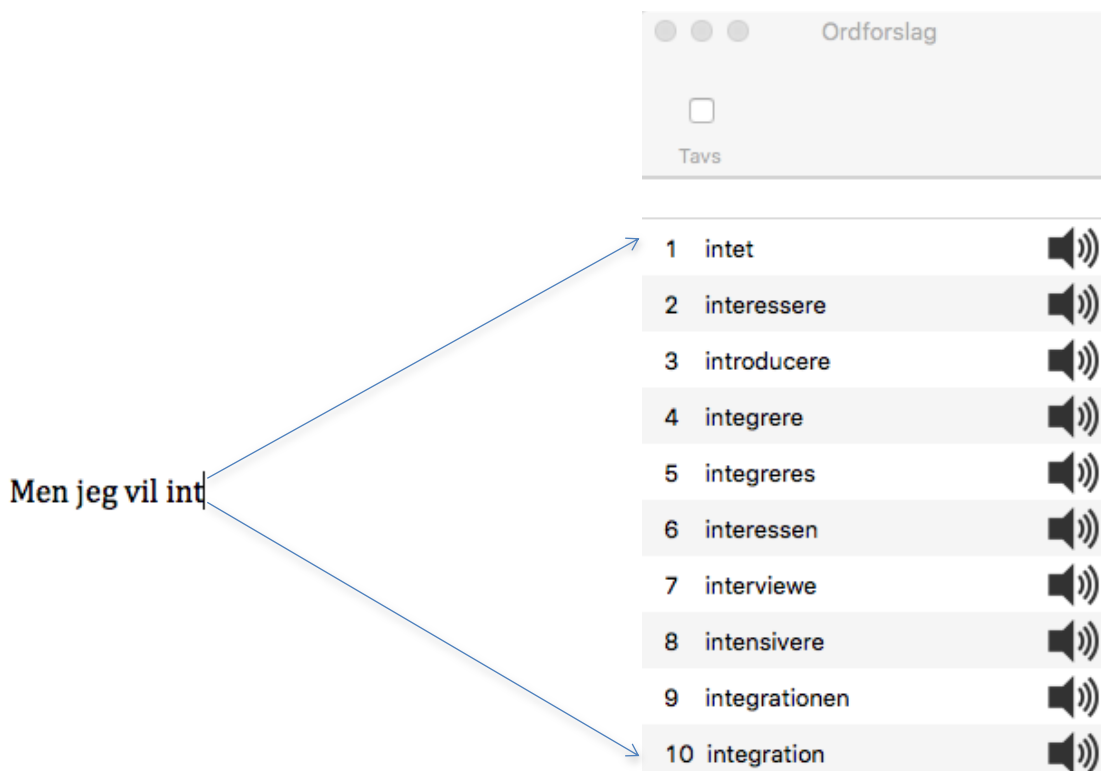 Ordforslag
Tavs
1 intet
2 interessere
3 introducere
4 integrere
5 integreres
Men jeg vil int
6 interessen
7 interviewe
8 intensivere
9 integrationen
10 integration